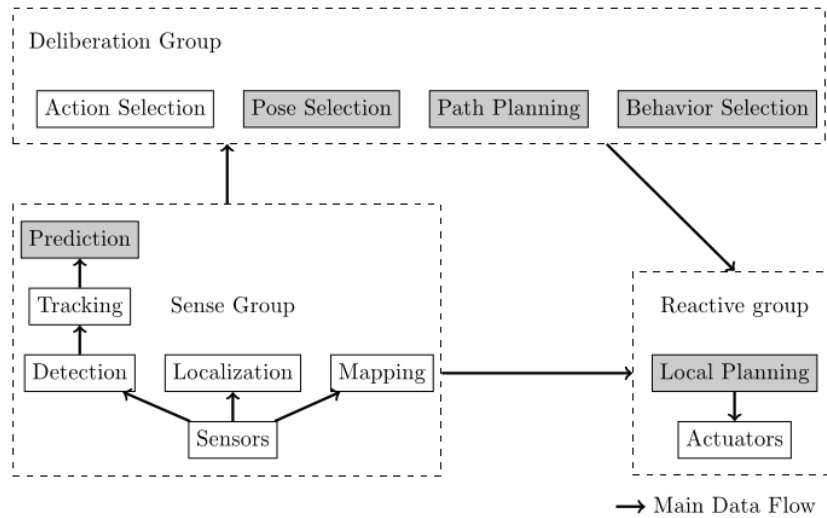 Deliberation Group
Action Selection
Pose Selection
Path Planning
Behavior Selection
Prediction
Tracking
Sense Group
Detection
Localization
Mapping
Sensors
Reactive group
Local Planning
Actuators
Main Data Flow